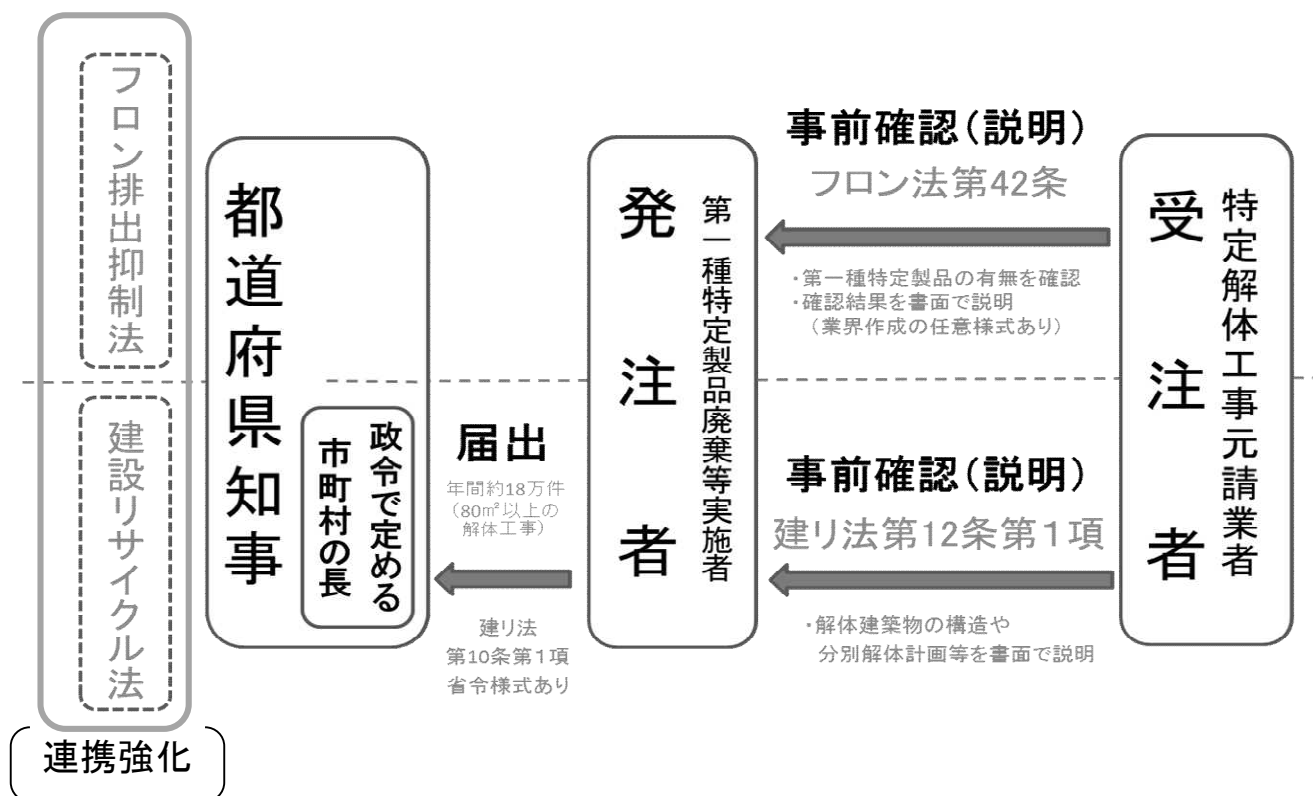 フロン排出抑制法
建設リサイクル法
連携強化
都道府県知事
政令で定める
市町村の長
届出
年間約18万件
(80㎡以上の
解体工事)
建リ法
第10条第1項
省令様式あり
発注者
第一種特定製品廃棄等実施者
事前確認(説明)
フロン法第42条
・第一種特定製品の有無を確認
・確認結果を書面で説明
(業界作成の任意様式あり)
事前確認(説明)
建リ法第12条第1項
・解体建築物の構造や
分別解体計画等を書面で説明
受注者
特定解体工事元請業者